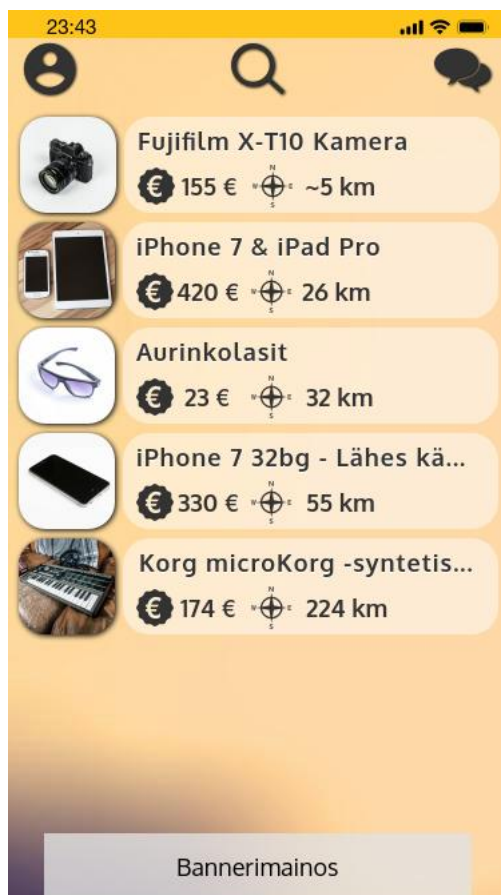 23:43
Fujifilm X-T10 Kamera
€ 155 € ~5 km
iPhone 7 & iPad Pro
€ 420 € 26 km
Aurinkolasit
€ 23 € 32 km
iPhone 7 32bg - Lähes kä...
€ 330 € 55 km
Korg microKorg -syntetis...
€ 174 € 224 km
Bannerimainos